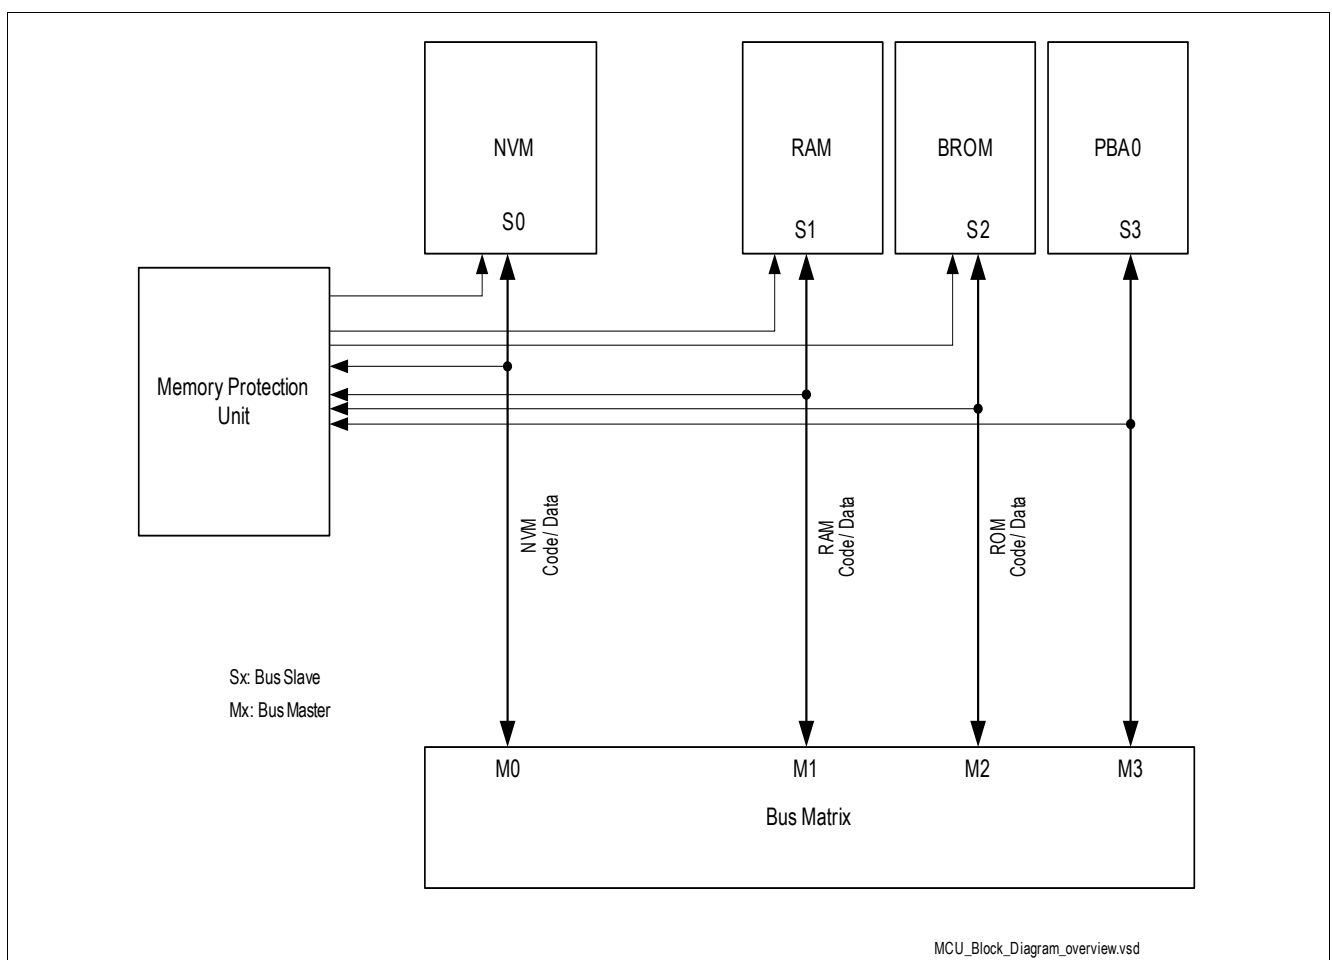 NVM
RAM
BROM
PBA0
S0
S1
S2
S3
Memory Protection
Unit
NVM
Code / Data
RAM
Code / Data
ROM
Code / Data
Sx: Bus Slave
Mx: Bus Master
M0
M1
M2
M3
Bus Matrix
MCU_Block_Diagram_overview.vsd